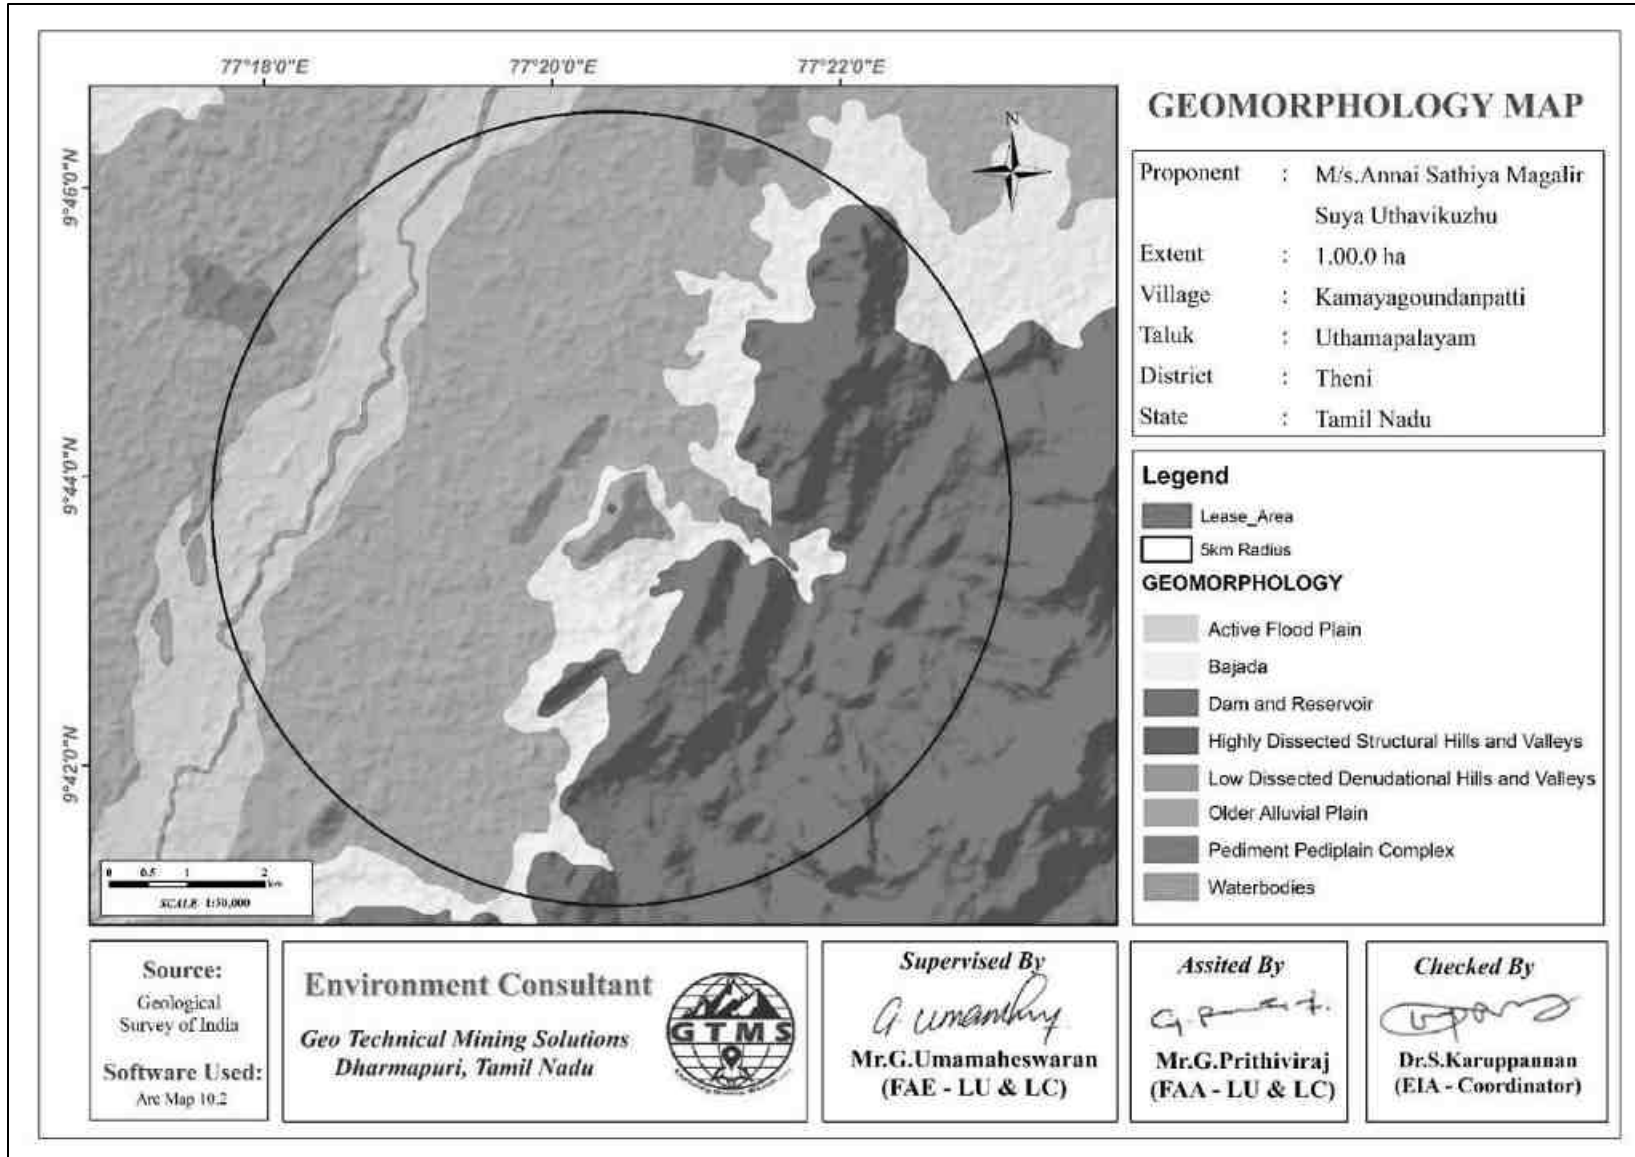 77°18'0"E
77°20'0"E
77°22'0"E
9°46'0"N
9°44'0"N
9°42'0"N
N
0 0.5 1 2
km
SCALE 1:50,000
GEOMORPHOLOGY MAP
Proponent : M/s.Annai Sathiya Magalir
Suya Uthavikuzhu
Extent : 1.00.0 ha
Village : Kamayagoundanpatti
Taluk : Uthamapalayam
District : Theni
State : Tamil Nadu
Legend
Lease_Area
5km Radius
GEOMORPHOLOGY
Active Flood Plain
Bajada
Dam and Reservoir
Highly Dissected Structural Hills and Valleys
Low Dissected Denudational Hills and Valleys
Older Alluvial Plain
Pediment Pediplain Complex
Waterbodies
Source:
Geological
Survey of India
Software Used:
Arc Map 10.2
Environment Consultant
Geo Technical Mining Solutions
Dharmapuri, Tamil Nadu
GTMS
Supervised By
Mr.G.Umamaheswaran
(FAE - LU & LC)
Assited By
Mr.G.Prithiviraj
(FAA - LU & LC)
Checked By
Dr.S.Karuppannan
(EIA - Coordinator)